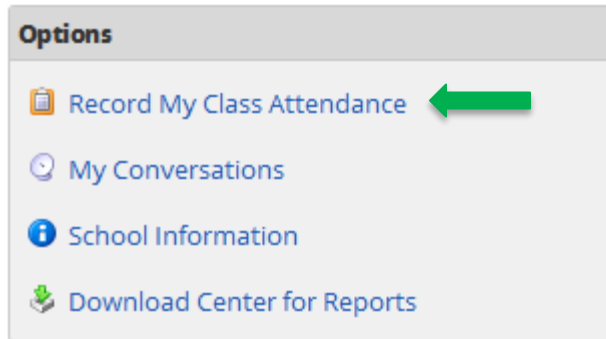 Options
Record My Class Attendance
My Conversations
School Information
Download Center for Reports